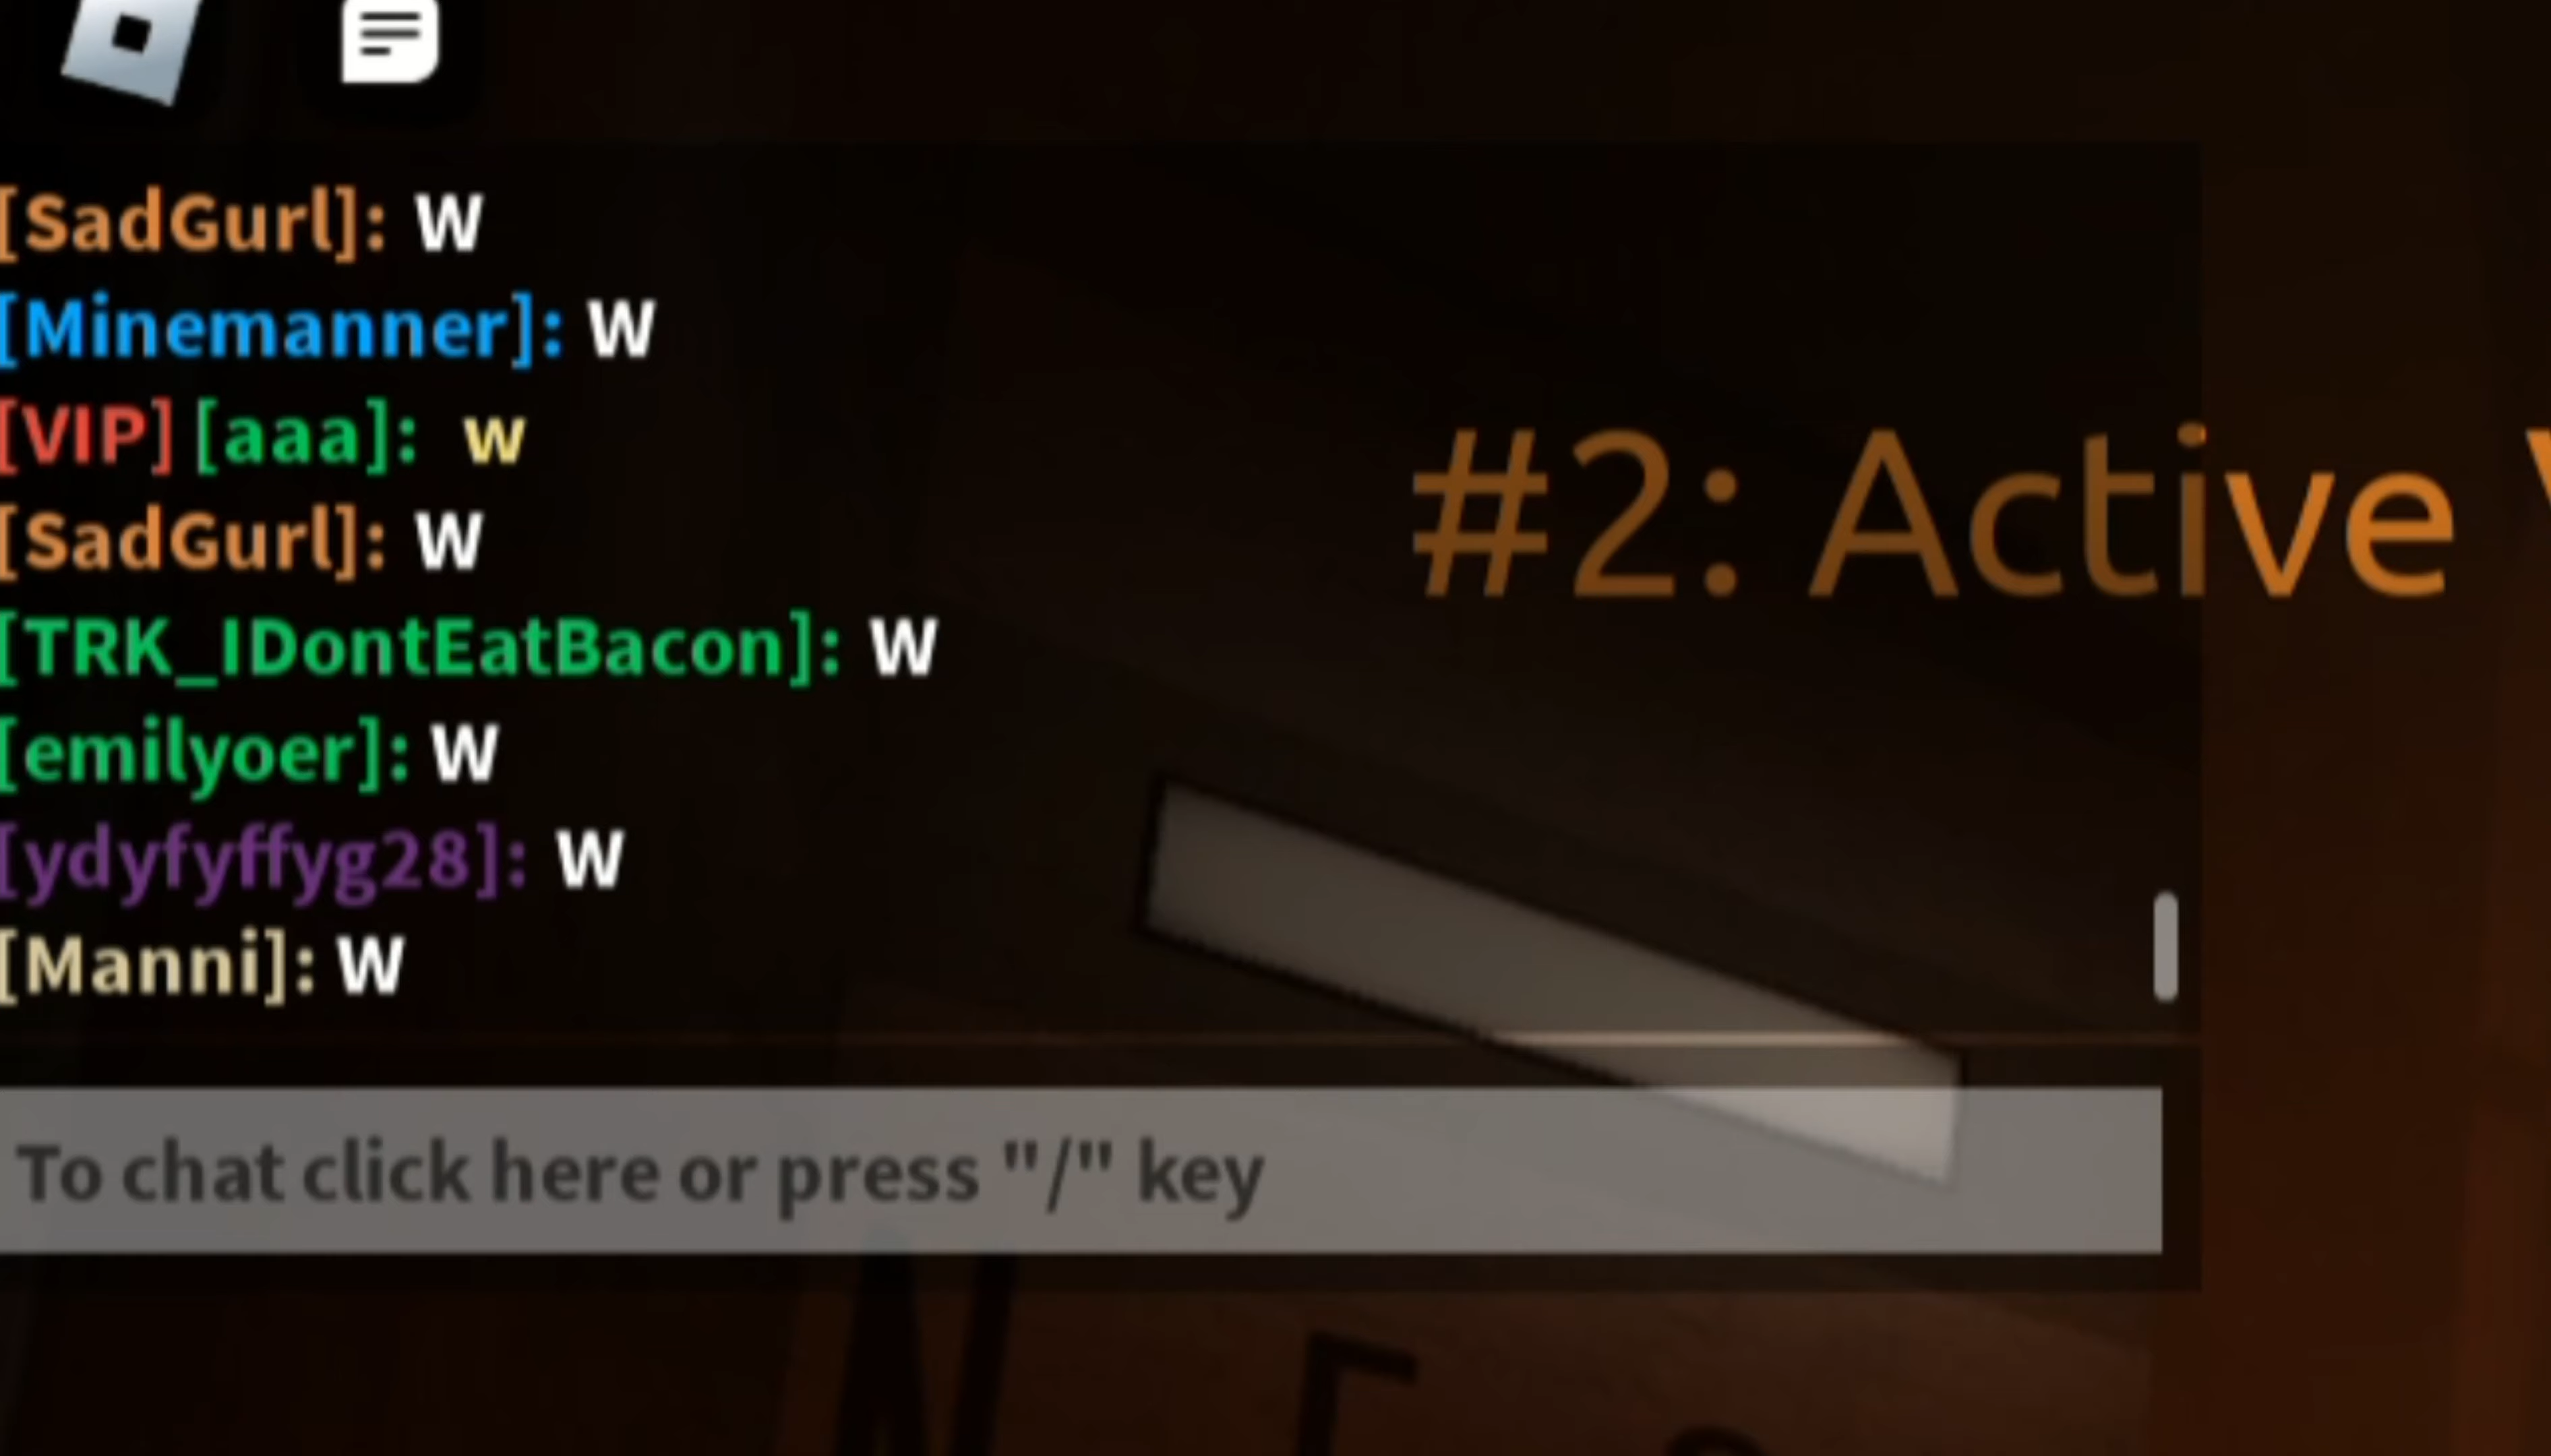 [SadGurl]: W
[Minemanner]: W
[VIP] [aaa]: w
#2: Active
[SadGurl]: W
[TRK_IDontEatBacon]: W
[emilyoer]: W
[ydyfyffyg28]: W
[Manni]: W
To chat click here or press "/" key